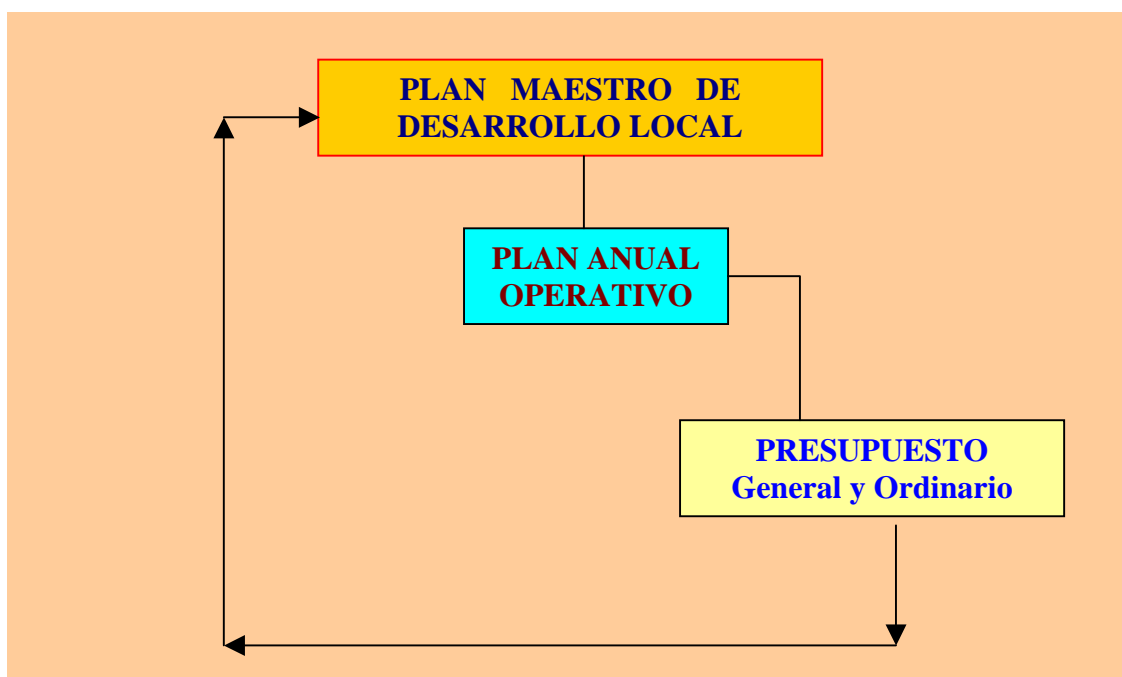 PLAN MAESTRO DE
DESARROLLO LOCAL
PLAN ANUAL
OPERATIVO
PRESUPUESTO
General y Ordinario